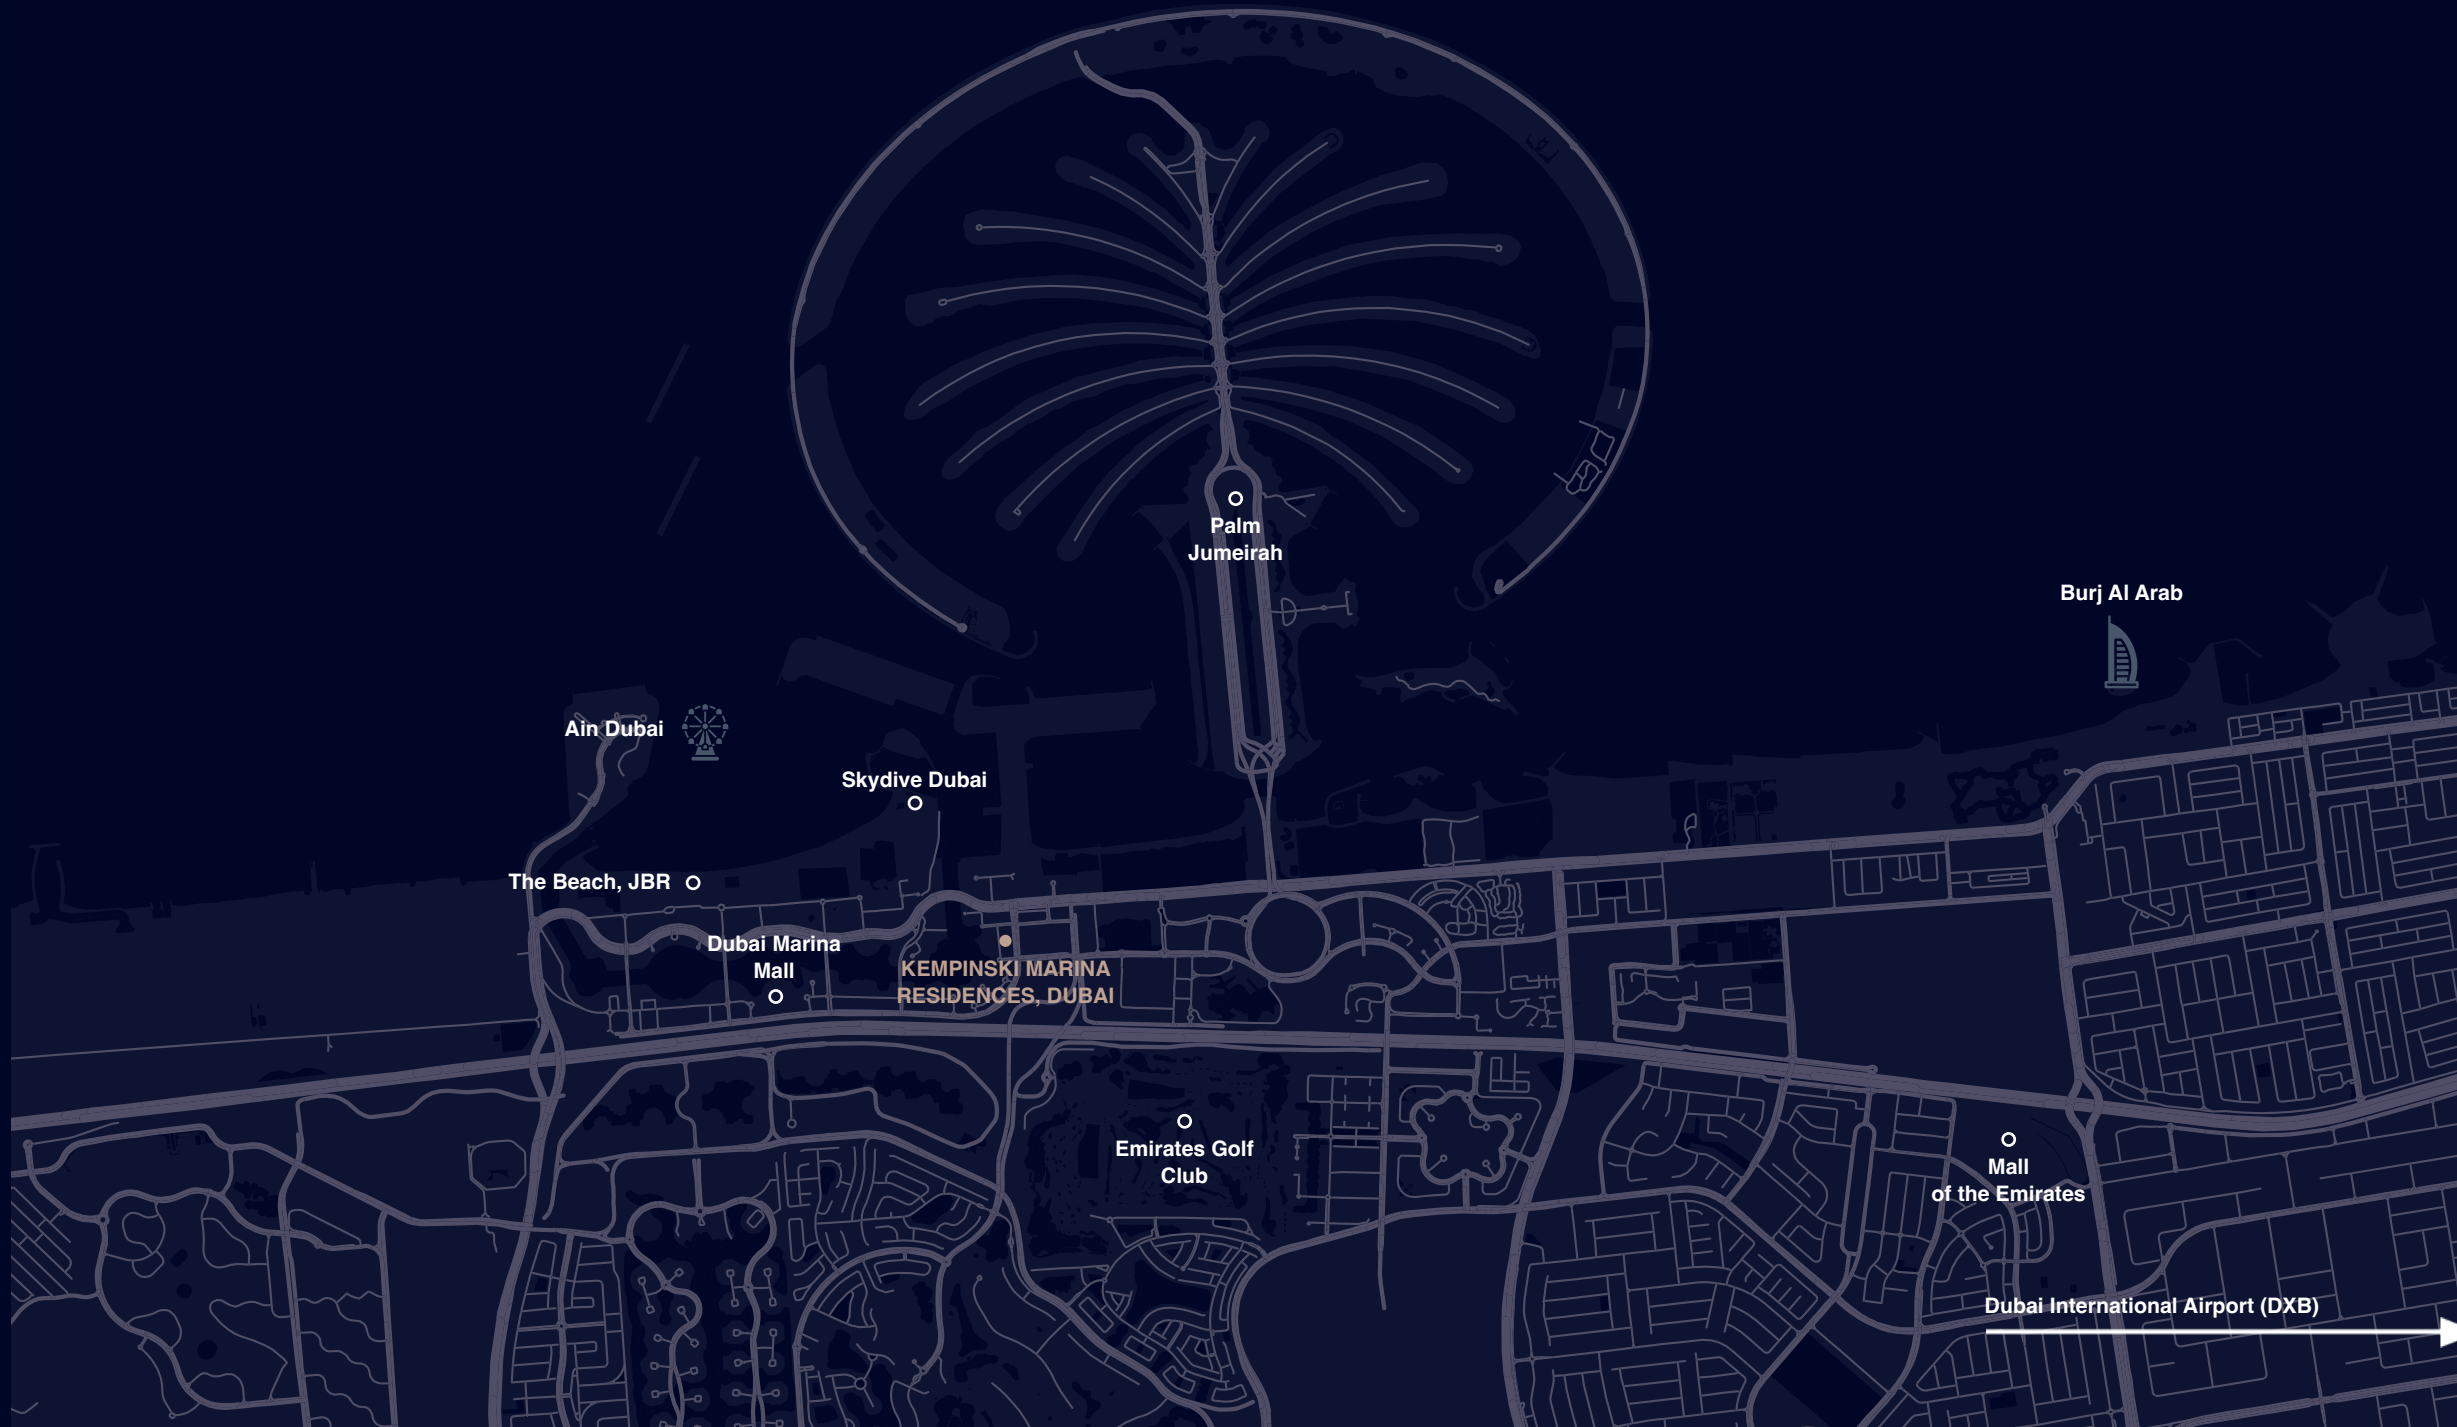 Palm
Jumeirah
Burj Al Arab
Ain Dubai
Skydive Dubai
The Beach, JBR
Dubai Marina
Mall
KEMPINSKI MARINA
RESIDENCES, DUBAI
Emirates Golf
Club
Mall
of the Emirates
Dubai International Airport (DXB)